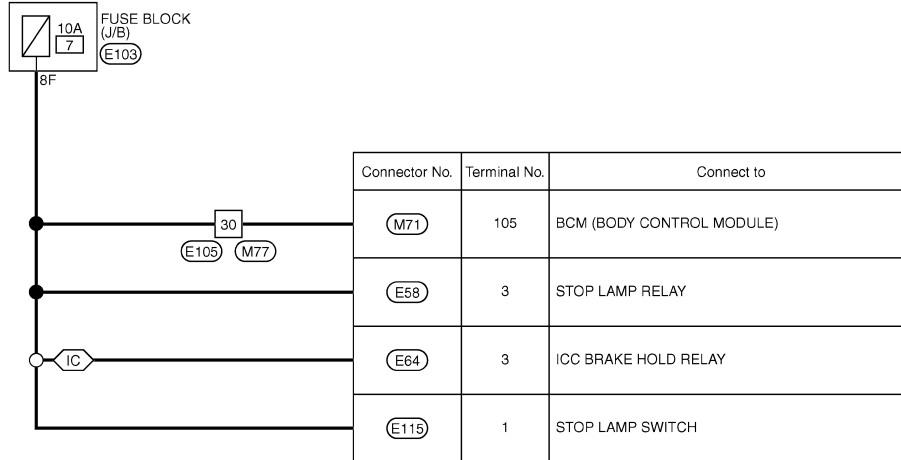 10A
7
FUSE BLOCK
(J/B)
E103
8F
Connector No. Terminal No. Connect to
30
E105 M77
M71 105 BCM (BODY CONTROL MODULE)
E58 3 STOP LAMP RELAY
IC
E64 3 ICC BRAKE HOLD RELAY
E115 1 STOP LAMP SWITCH